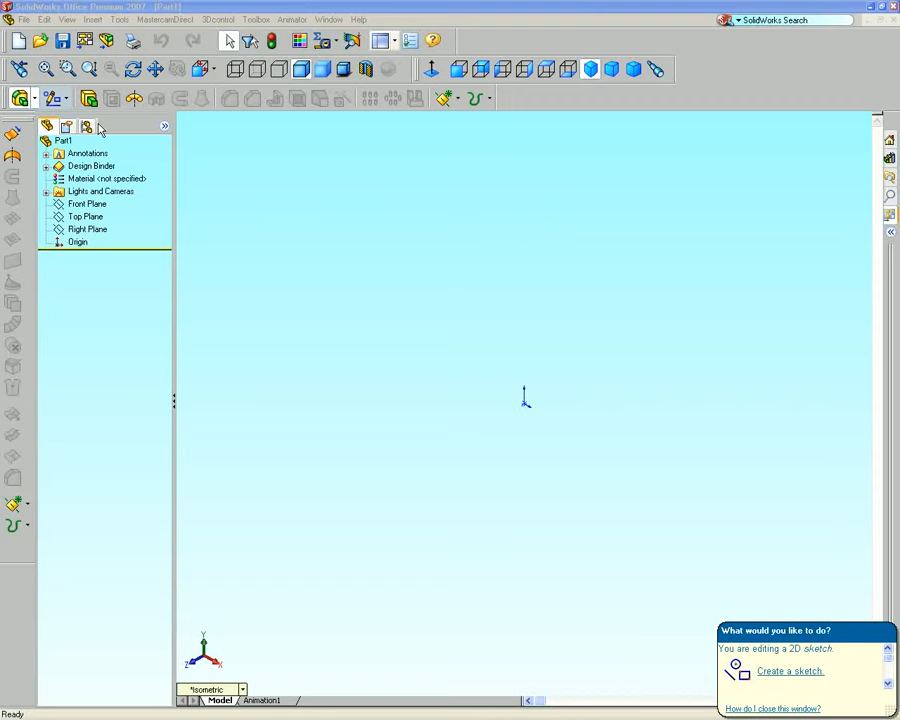 SolidWorks Office Premium 2007 - [Part1]
File Edit View Insert Tools MastercamDirect 3Dcontrol Toolbox Animator Window Help
SolidWorks Search
Part1
Annotations
Design Binder
Material <not specified>
Lights and Cameras
Front Plane
Top Plane
Right Plane
Origin
Y
Z
X
*Isometric
Model Animation1
Ready
What would you like to do?
You are editing a 2D sketch.
Create a sketch.
How do I close this window?